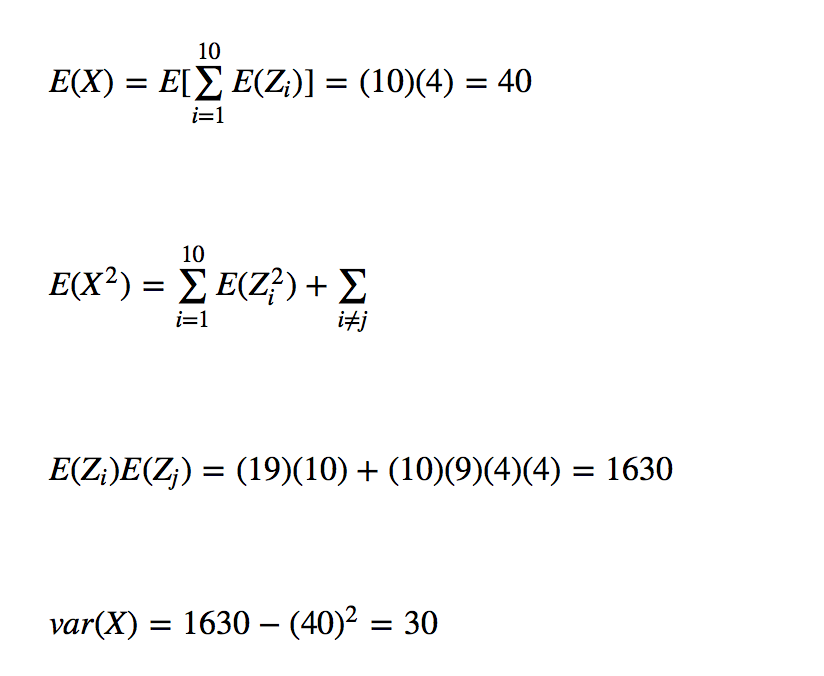 E(X) = E[∑_{i=1}^{10} E(Z_i)] = (10)(4) = 40
E(X²) = ∑_{i=1}^{10} E(Z_i²) + ∑_{i≠j}
E(Z_i)E(Z_j) = (19)(10) + (10)(9)(4)(4) = 1630
var(X) = 1630 − (40)² = 30